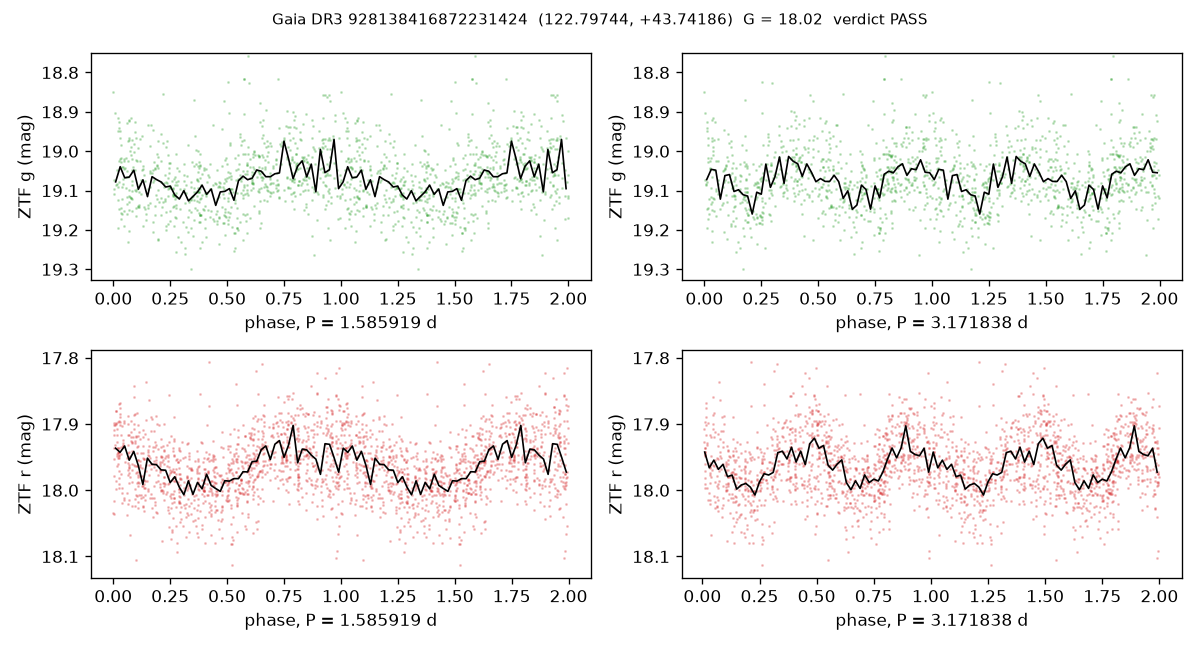 Gaia DR3 928138416872231424 (122.79744, +43.74186) G = 18.02 verdict PASS
ZTF g (mag)
18.8
18.9
19.0
19.1
19.2
19.3
0.00 0.25 0.50 0.75 1.00 1.25 1.50 1.75 2.00
phase, P = 1.585919 d
ZTF g (mag)
18.8
18.9
19.0
19.1
19.2
19.3
0.00 0.25 0.50 0.75 1.00 1.25 1.50 1.75 2.00
phase, P = 3.171838 d
ZTF r (mag)
17.8
17.9
18.0
18.1
0.00 0.25 0.50 0.75 1.00 1.25 1.50 1.75 2.00
phase, P = 1.585919 d
ZTF r (mag)
17.8
17.9
18.0
18.1
0.00 0.25 0.50 0.75 1.00 1.25 1.50 1.75 2.00
phase, P = 3.171838 d